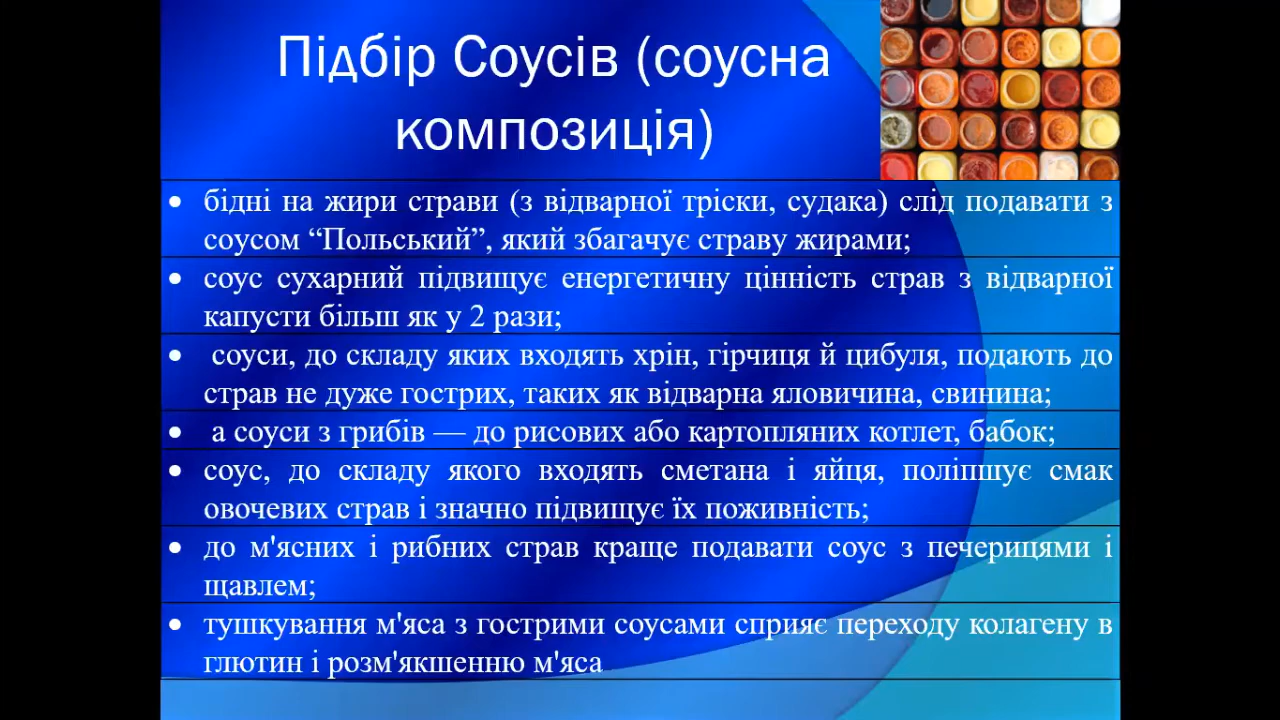 Підбір Соусів (соусна
композиція)
• бідні на жири страви (з відварної тріски, судака) слід подавати з
соусом “Польський”, який збагачує страву жирами;
• соус сухарний підвищує енергетичну цінність страв з відварної
капусти більш як у 2 рази;
• соуси, до складу яких входять хрін, гірчиця й цибуля, подають до
страв не дуже гострих, таких як відварна яловичина, свинина;
• а соуси з грибів — до рисових або картопляних котлет, бабок;
• соус, до складу якого входять сметана і яйця, поліпшує смак
овочевих страв і значно підвищує їх поживність;
• до м'ясних і рибних страв краще подавати соус з печерицями і
щавлем;
• тушкування м'яса з гострими соусами сприяє переходу колагену в
глютин і розм'якшенню м'яса